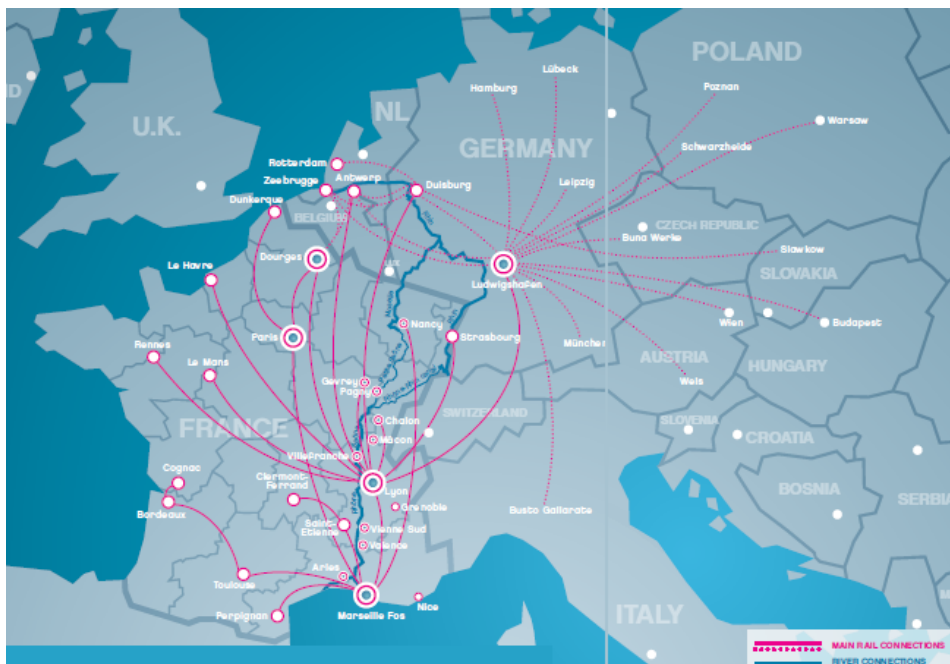 POLAND
Lübeck
Hamburg
Poznan
NL
U.K.
Warsaw
GERMANY
Schwarzheide
Rotterdam
Zeebrugge
Antwerp
Duisburg
Leipzig
Dunkerque
BELGIUM
CZECH REPUBLIC
Buna Werke
Slawkow
Dourges
Le Havre
LUX
SLOVAKIA
Ludwigshafen
Nancy
Strasbourg
Wien
Budapest
Paris
Rennes
Le Mans
München
AUSTRIA
HUNGARY
Gevrey
Pagny
Wels
SWITZERLAND
Chalon
FRANCE
Mâcon
SLOVENIA
CROATIA
Villefranche
Cognac
Clermont-
Ferrand
Lyon
BOSNIA
SERBI
Bordeaux
Grenoble
Busto Gallarate
Saint-
Etienne
Vienne Sud
Valence
Arles
Toulouse
Perpignan
Marseille Fos
Nice
ITALY
MAIN RAIL CONNECTIONS
RIVER CONNECTIONS